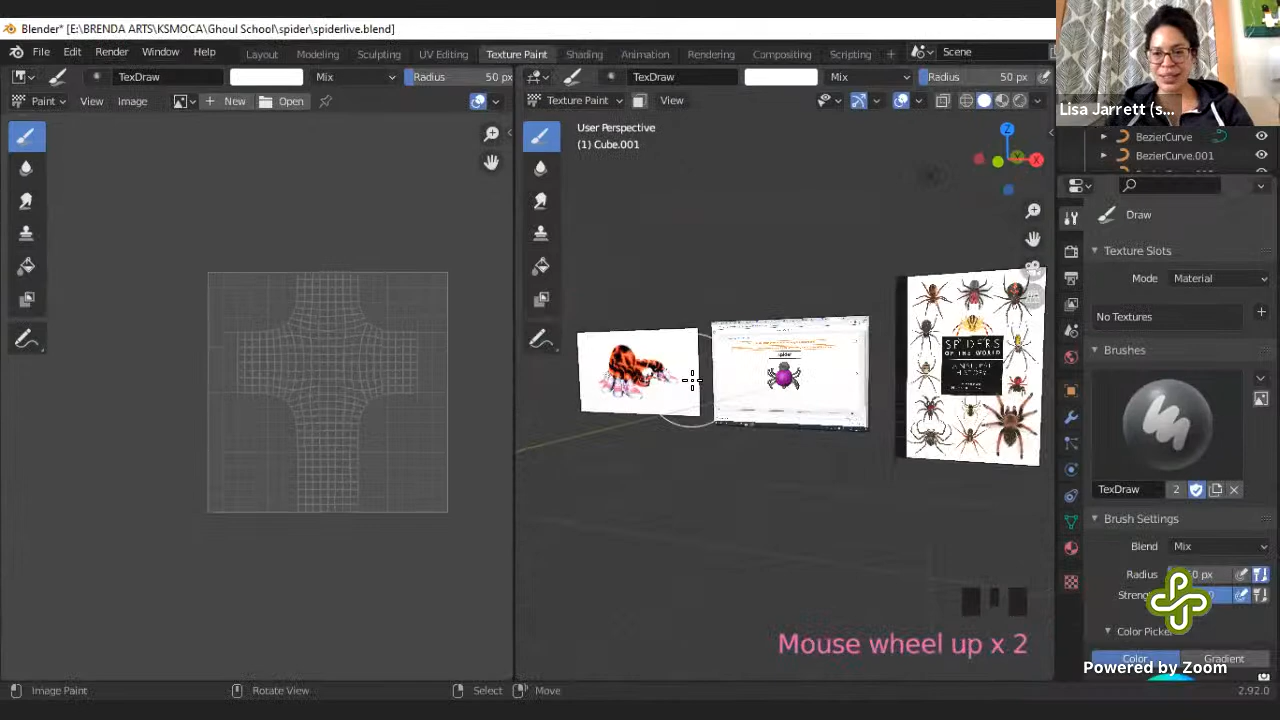 Blender* [E:\BRENDA ARTS\KSMOCA\Ghoul School\spider\spiderlive.blend]
File Edit Render Window Help Layout Modeling Sculpting UV Editing Texture Paint Shading Animation Rendering Compositing Scripting + Scene
TexDraw Mix Radius 50 px TexDraw Mix Radius 50 px
Paint View Image New Open Texture Paint View
Lisa Jarrett (s...
User Perspective
(1) Cube.001
Z
X
BezierCurve
BezierCurve.001
Draw
Texture Slots
Mode Material
No Textures
Brushes
TexDraw 2
Brush Settings
Blend Mix
Radius px
Color
Color Gradient
spider
SPIDERS
OF THE WORLD
A NATURAL
HISTORY
Mouse wheel up x 2
Powered by Zoom
Image Paint Rotate View Select Move 2.92.0